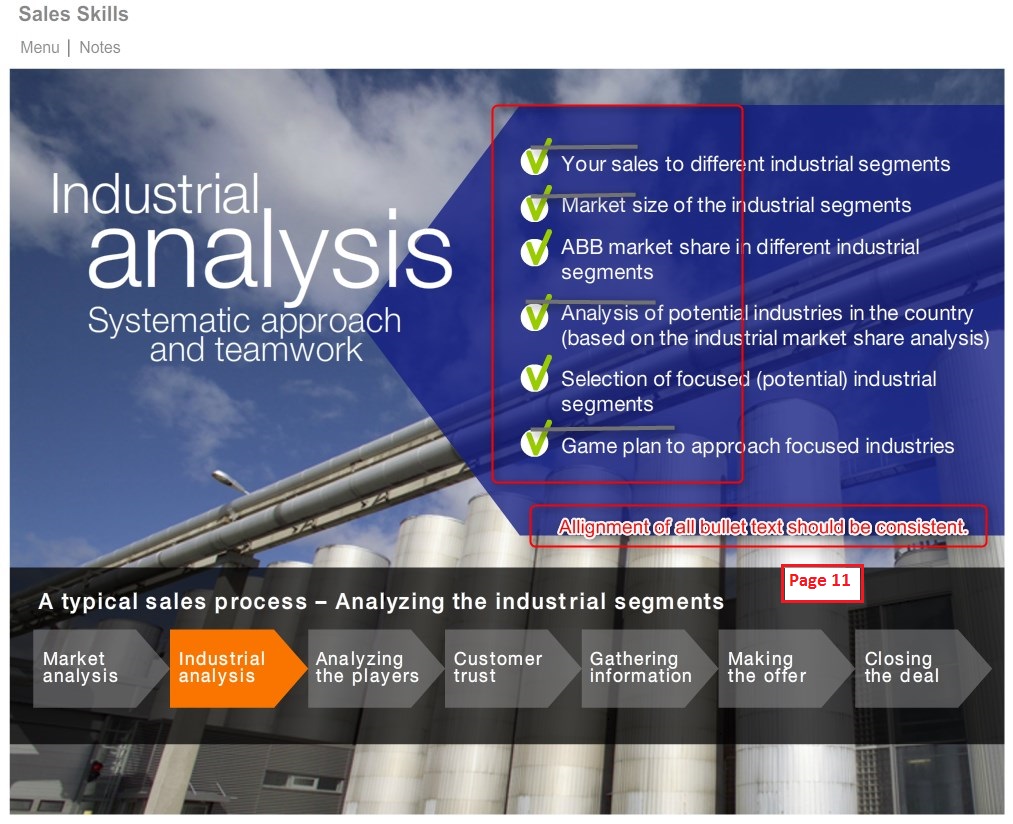 Sales Skills
Menu | Notes
Industrial
analysis
Systematic approach
and teamwork
Your sales to different industrial segments
Market size of the industrial segments
ABB market share in different industrial
segments
Analysis of potential industries in the country
(based on the industrial market share analysis)
Selection of focused (potential) industrial
segments
Game plan to approach focused industries
Allignment of all bullet text should be consistent.
Page 11
A typical sales process – Analyzing the industrial segments
Market
analysis
Industrial
analysis
Analyzing
the players
Customer
trust
Gathering
information
Making
the offer
Closing
the deal